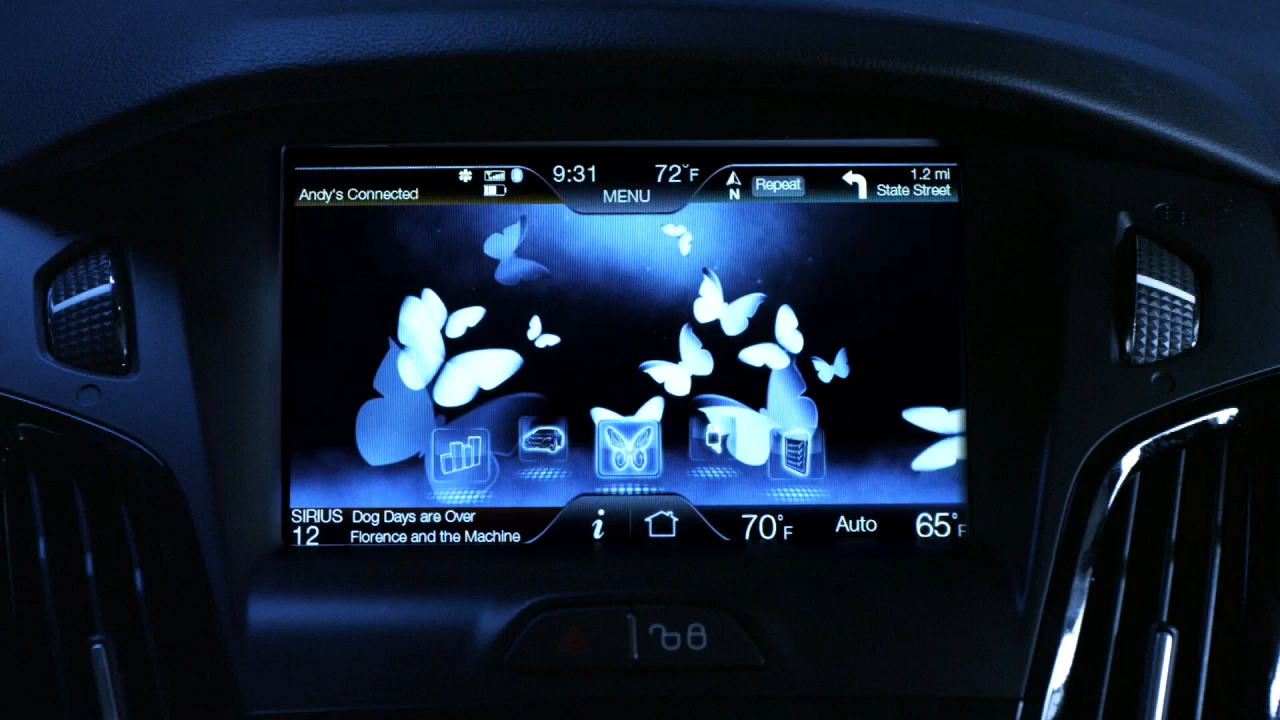 9:31
72°F
MENU
Andy's Connected
N
Repeat
1.2 mi
State Street
SIRIUS
12
Dog Days are Over
Florence and the Machine
i
70°F
Auto
65°F